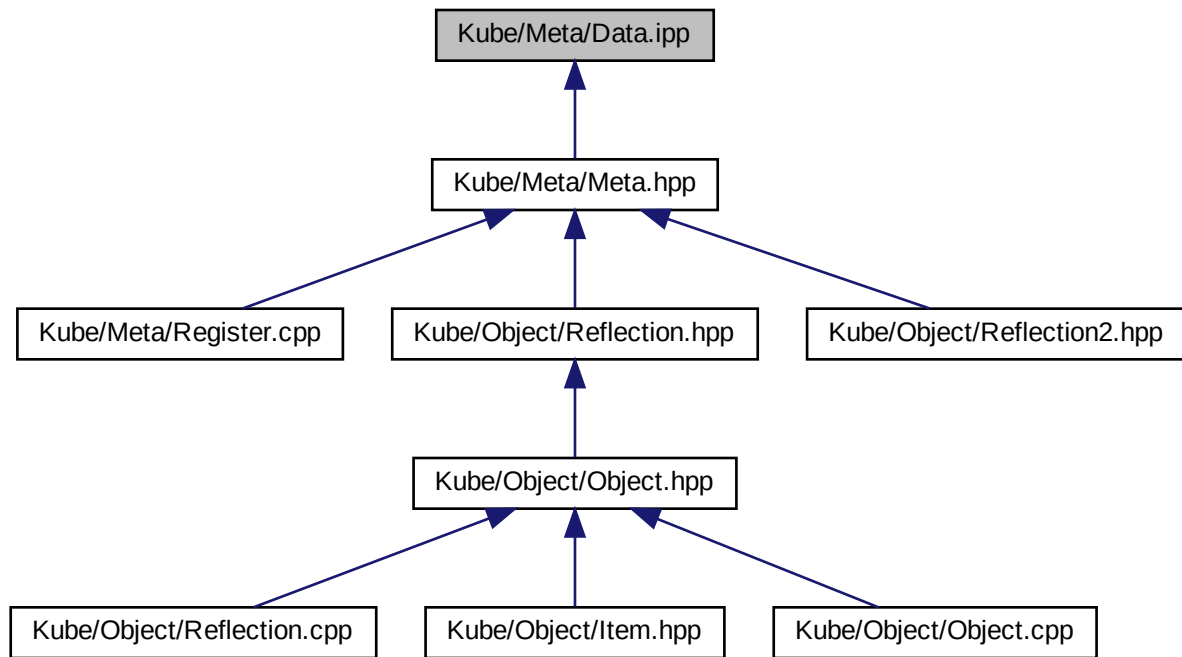 Kube/Meta/Data.ipp
Kube/Meta/Meta.hpp
Kube/Meta/Register.cpp
Kube/Object/Reflection.hpp
Kube/Object/Reflection2.hpp
Kube/Object/Object.hpp
Kube/Object/Reflection.cpp
Kube/Object/Item.hpp
Kube/Object/Object.cpp